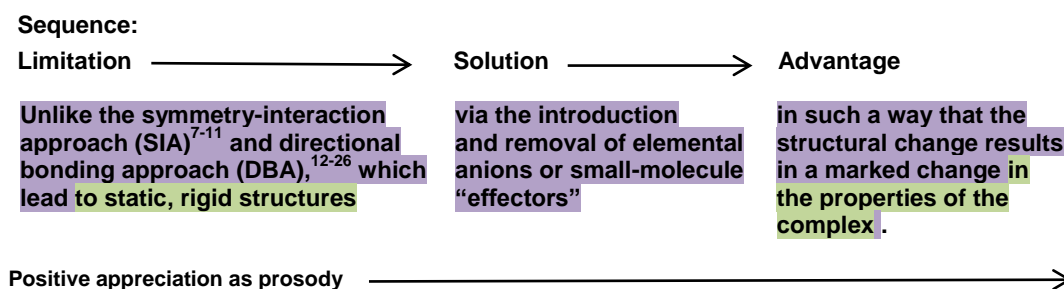 Sequence:
Limitation Solution Advantage
Unlike the symmetry-interaction
approach (SIA)7-11 and directional
bonding approach (DBA),12-26 which
lead to static, rigid structures
via the introduction
and removal of elemental
anions or small-molecule
“effectors”
in such a way that the
structural change results
in a marked change in
the properties of the
complex .
Positive appreciation as prosody